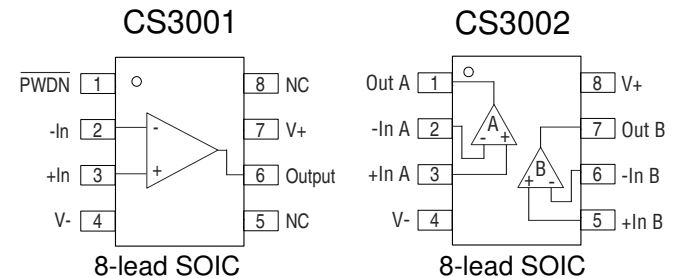 CS3001
PWDN 1 8 NC
-In 2 - 7 V+
+In 3 + 6 Output
V- 4 5 NC
8-lead SOIC
CS3002
Out A 1 8 V+
-In A 2 A - + 7 Out B
+In A 3 B + - 6 -In B
V- 4 5 +In B
8-lead SOIC